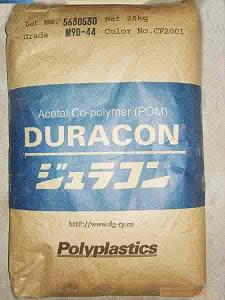 Lot No. 5630530 Net 25kg
Grade M90-44 Color No.CF2001
Acetal Co-polymer (POM)
DURACON®
ジュラコン®
http://www.dg-ry.cn
Polyplastics